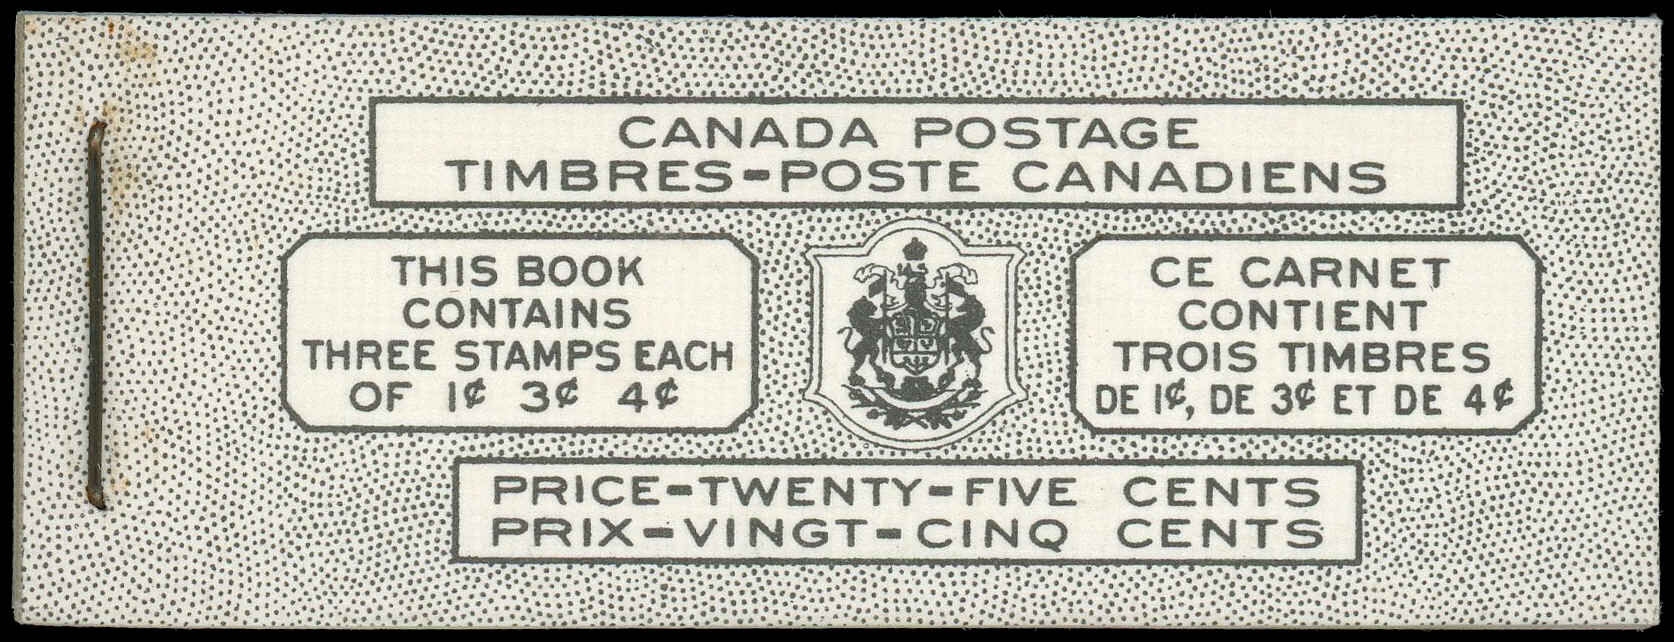 CANADA POSTAGE
TIMBRES-POSTE CANADIENS
THIS BOOK
CONTAINS
THREE STAMPS EACH
OF 1¢ 3¢ 4¢
CE CARNET
CONTIENT
TROIS TIMBRES
DE 1¢, DE 3¢ ET DE 4¢
PRICE-TWENTY-FIVE CENTS
PRIX-VINGT-CINQ CENTS